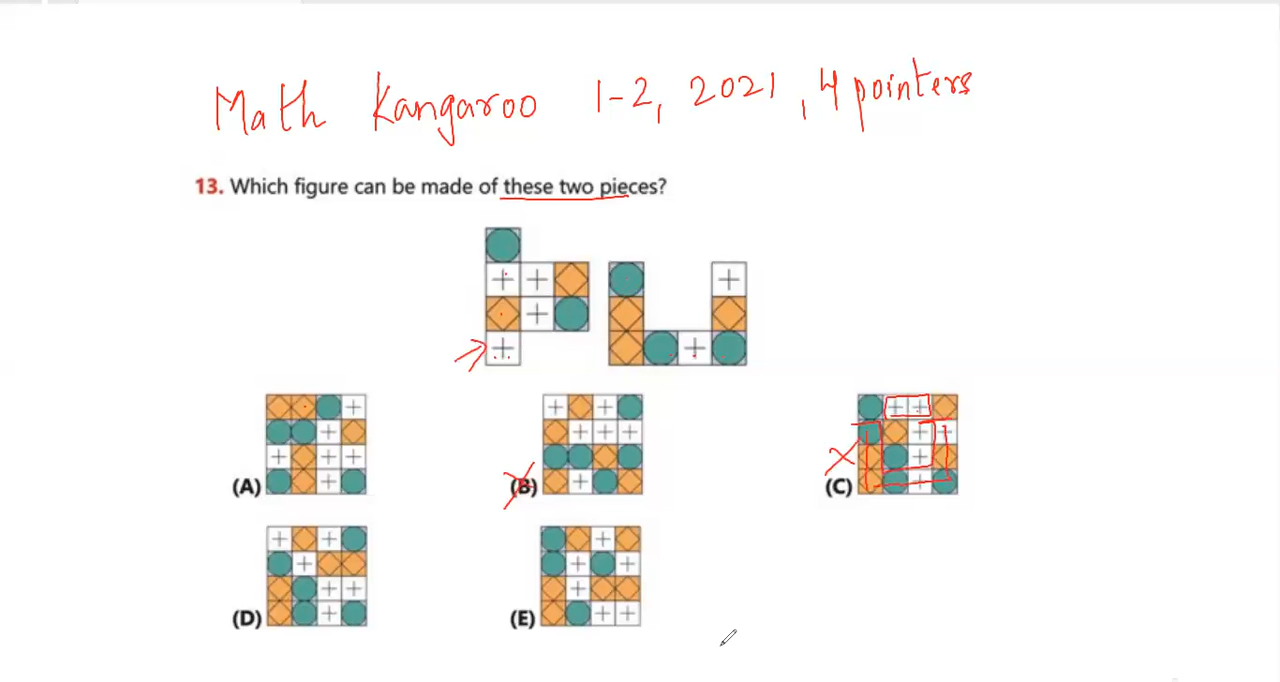 Math Kangaroo 1-2, 2021, 4 pointers
13. Which figure can be made of these two pieces?
(A) (B) (C)
(D) (E)